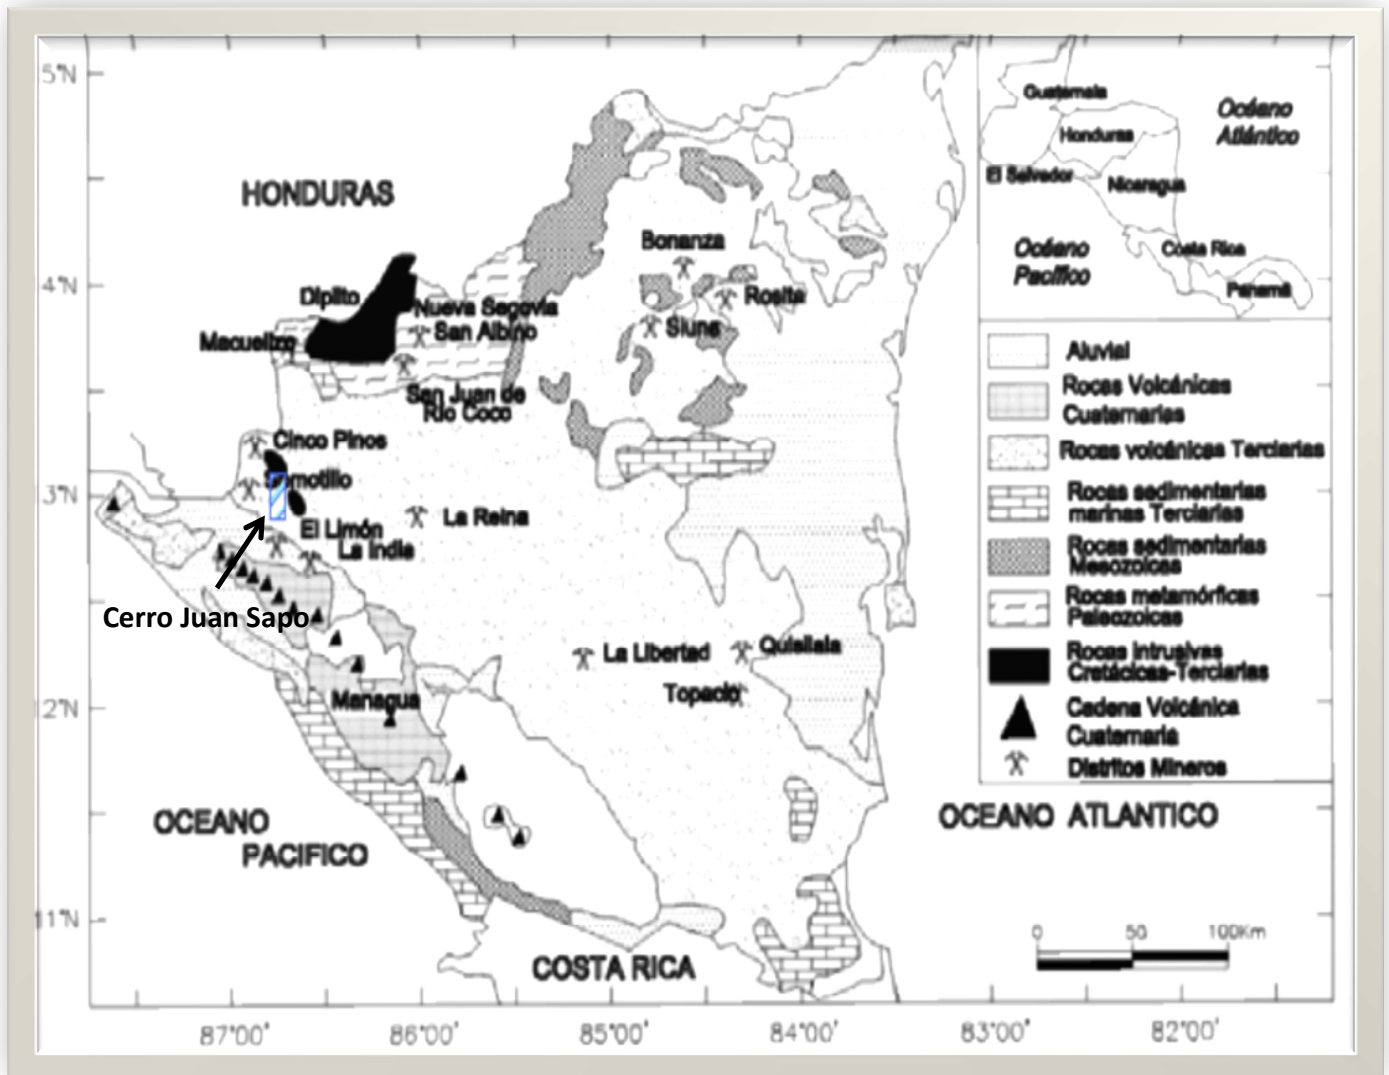 5°N
4°N
3°N
2°N
11°N
HONDURAS
Dipilto
Nueva Segovia
Macuelizo
San Albino
San Juan de
Rio Coco
Bonanza
Rosita
Siuna
Cinco Pinos
Somotillo
El Limón
La India
La Reina
Cerro Juan Sapo
La Libertad
Quisilala
Topacio
Managua
OCEANO
PACIFICO
OCEANO ATLANTICO
COSTA RICA
Guatemala
Honduras
El Salvador
Nicaragua
Costa Rica
Panamá
Océano
Atlántico
Océano
Pacífico
Aluvial
Rocas Volcánicas
Cuaternarias
Rocas volcánicas Terciarias
Rocas sedimentarias
marinas Terciarias
Rocas sedimentarias
Mesozoicas
Rocas metamórficas
Paleozoicas
Rocas Intrusivas
Cretácicas-Terciarias
Cadena Volcánica
Cuaternaria
Distritos Mineros
0 50 100Km
87°00' 86°00' 85°00' 84°00' 83°00' 82°00'